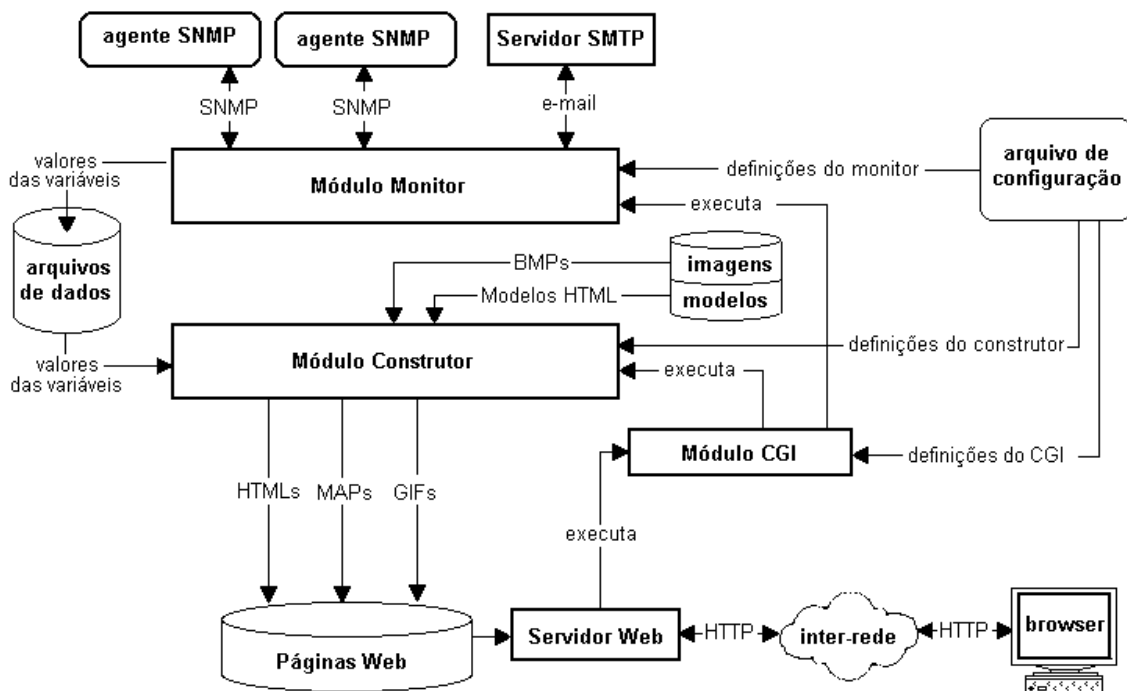 agente SNMP
agente SNMP
Servidor SMTP
SNMP
SNMP
e-mail
valores
das variáveis
Módulo Monitor
definições do monitor
arquivo de
configuração
executa
arquivos
de dados
BMPs
imagens
Modelos HTML
modelos
valores
das variáveis
Módulo Construtor
definições do construtor
executa
Módulo CGI
definições do CGI
HTMLs
MAPs
GIFs
executa
Páginas Web
Servidor Web
HTTP
inter-rede
HTTP
browser